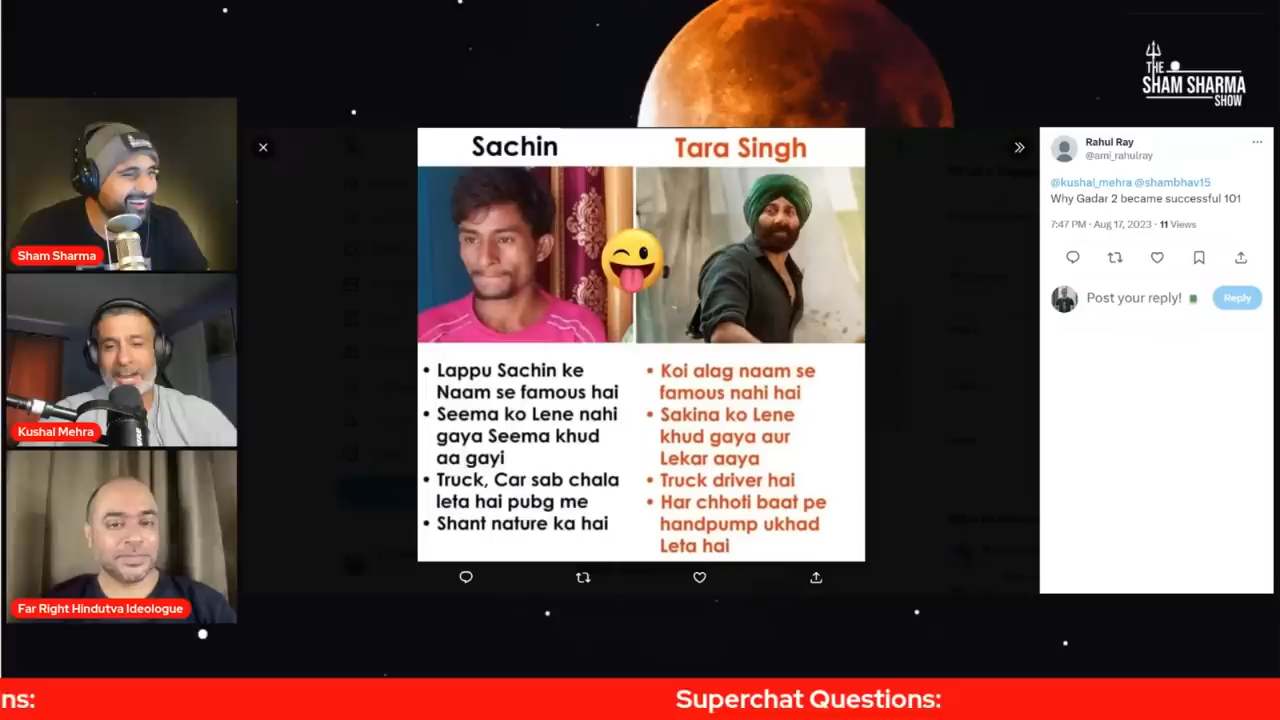 THE
SHAM SHARMA
SHOW
Sham Sharma
Kushal Mehra
Far Right Hindutva Ideologue
Sachin
Tara Singh
• Lappu Sachin ke
Naam se famous hai
• Seema ko Lene nahi
gaya Seema khud
aa gayi
• Truck, Car sab chala
leta hai pubg me
• Shant nature ka hai
• Koi alag naam se
famous nahi hai
• Sakina ko Lene
khud gaya aur
Lekar aaya
• Truck driver hai
• Har chhoti baat pe
handpump ukhad
Leta hai
Rahul Ray
@ami_rahulray
@kushal_mehra @shambhav15
Why Gadar 2 became successful 101
7:47 PM · Aug 17, 2023 · 11 Views
Post your reply!
Reply
ns:
Superchat Questions: